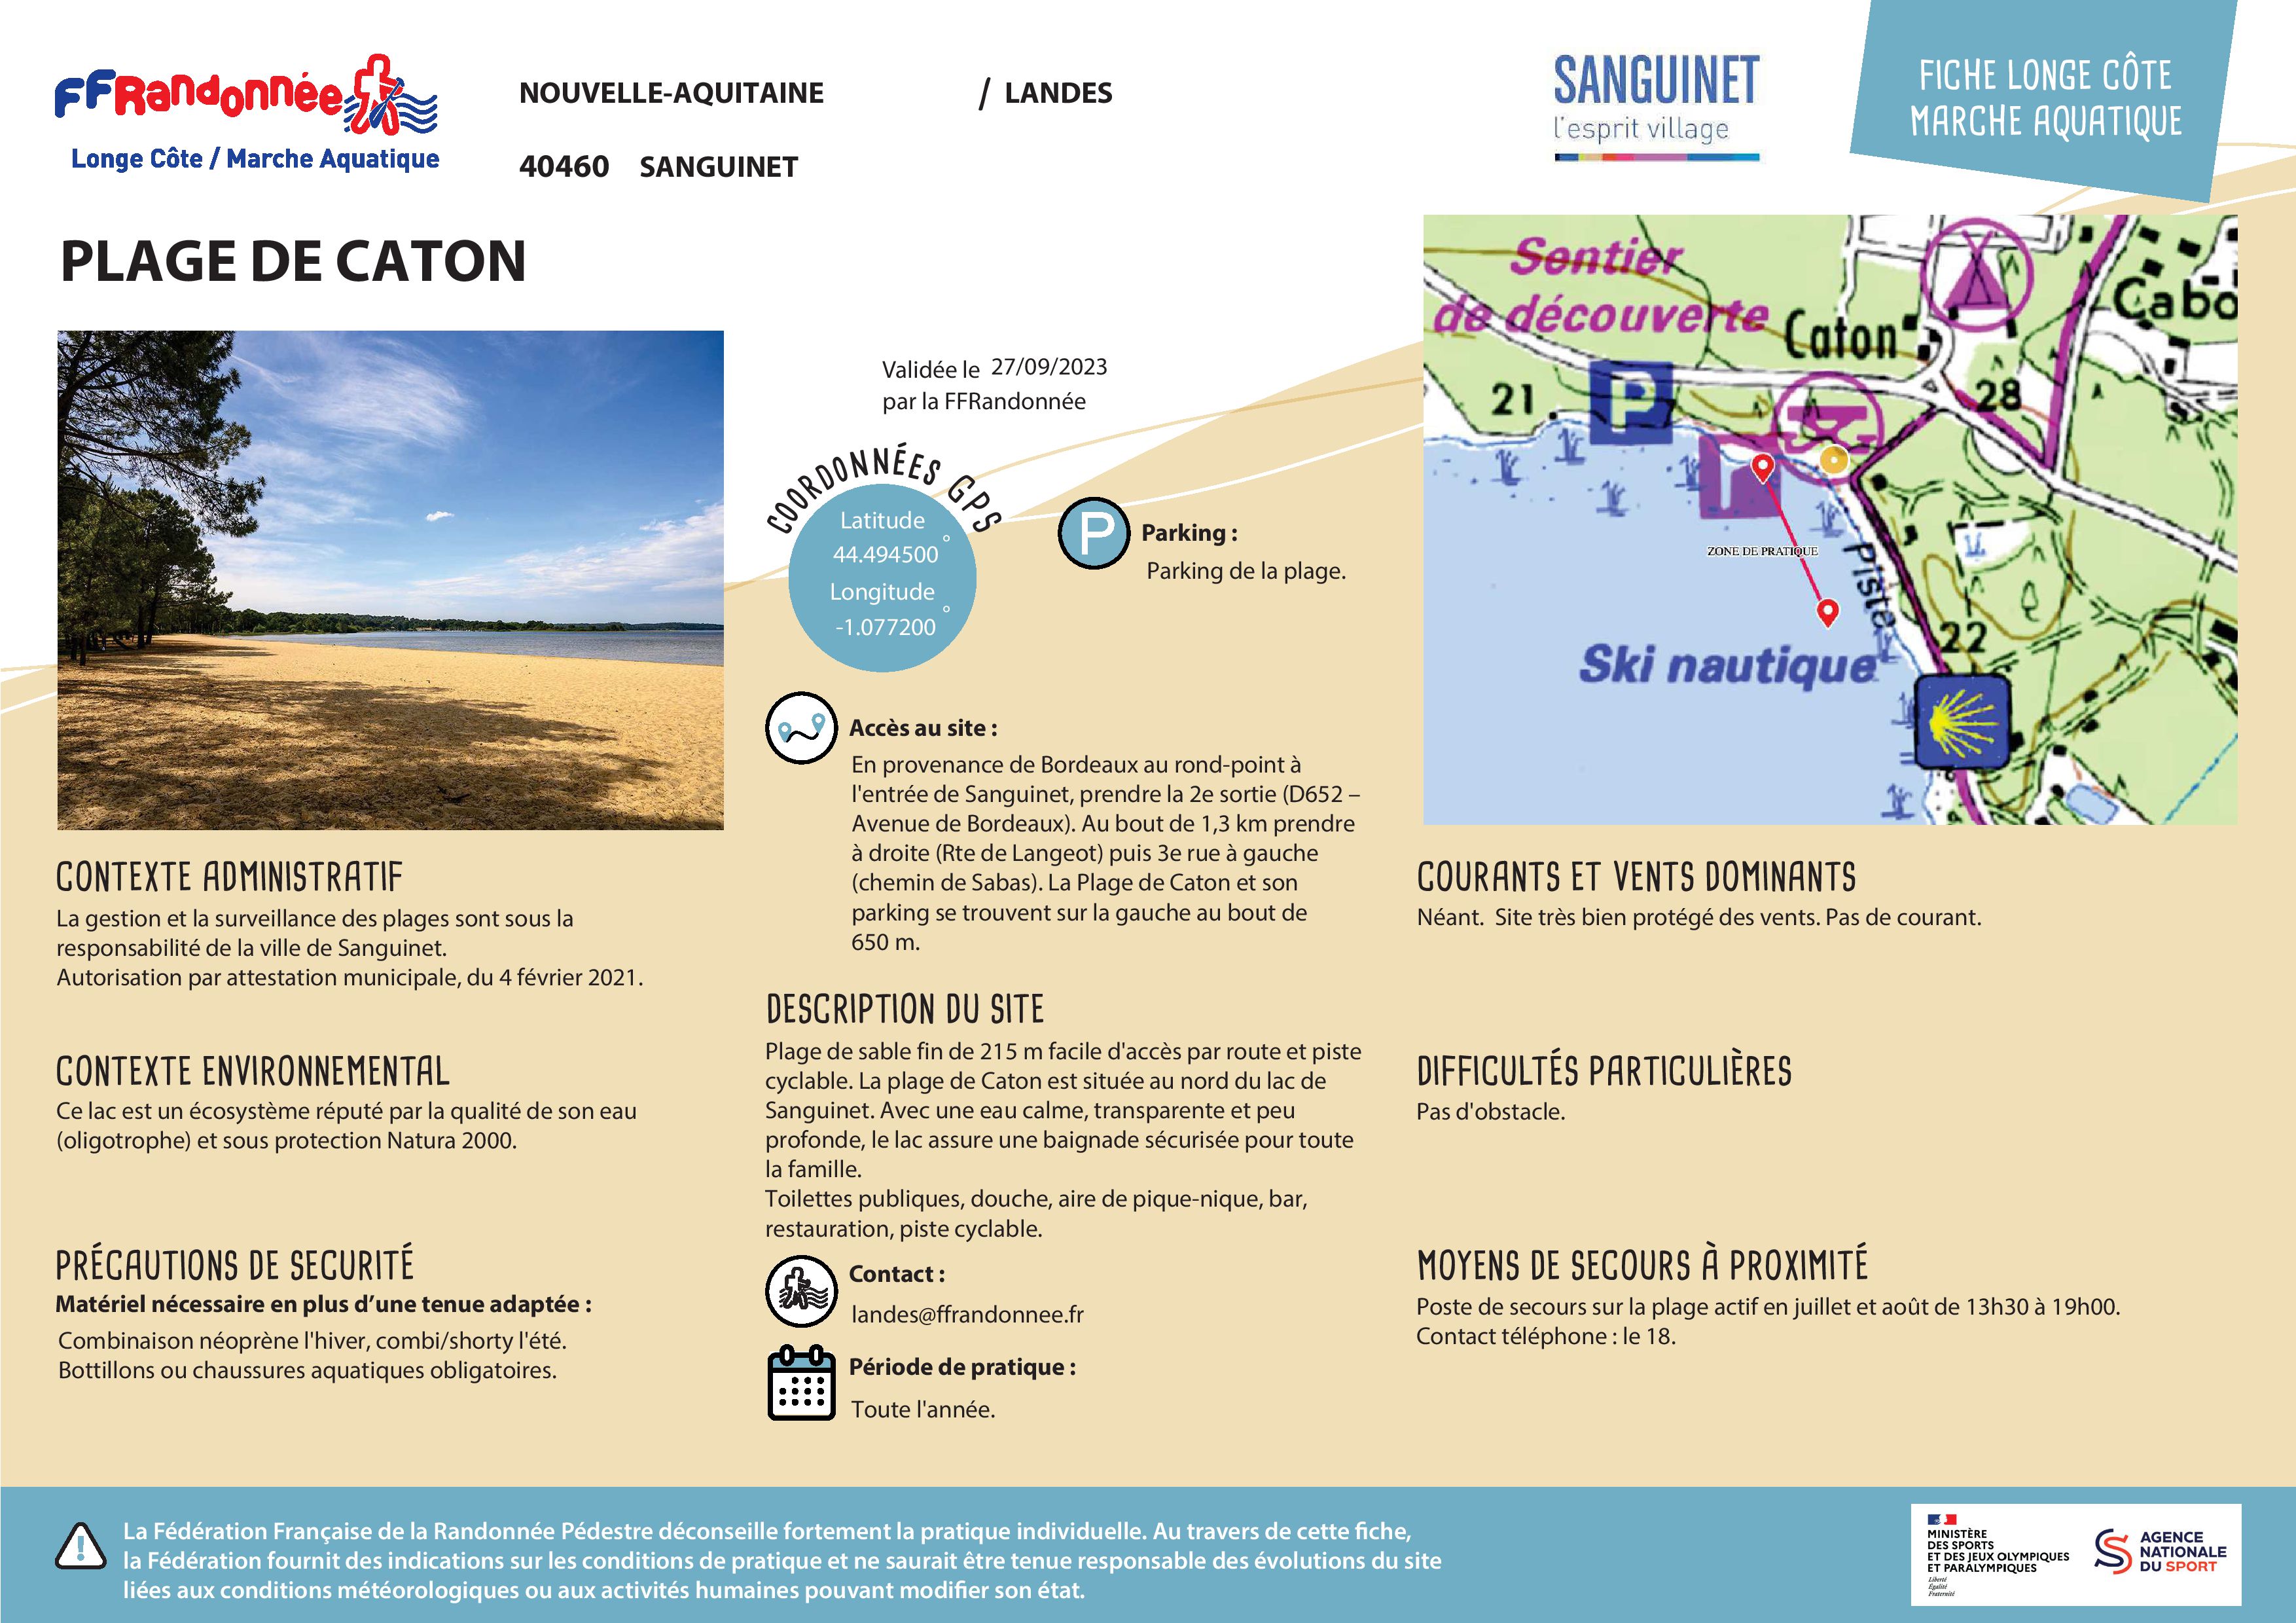 FFRandonnée
Longe Côte / Marche Aquatique
NOUVELLE-AQUITAINE / LANDES
40460 SANGUINET
SANGUINET
l'esprit village
FICHE LONGE CÔTE
MARCHE AQUATIQUE
PLAGE DE CATON
Validée le 27/09/2023
par la FFRandonnée
COORDONNÉES GPS
Latitude
44.494500°
Longitude
-1.077200°
P
Parking :
Parking de la plage.
Accès au site :
En provenance de Bordeaux au rond-point à
l'entrée de Sanguinet, prendre la 2e sortie (D652 –
Avenue de Bordeaux). Au bout de 1,3 km prendre
à droite (Rte de Langeot) puis 3e rue à gauche
(chemin de Sabas). La Plage de Caton et son
parking se trouvent sur la gauche au bout de
650 m.
Sentier
de découverte
Caton
Cabo
21
P
28
ZONE DE PRATIQUE
Piste
22
Ski nautique
CONTEXTE ADMINISTRATIF
La gestion et la surveillance des plages sont sous la
responsabilité de la ville de Sanguinet.
Autorisation par attestation municipale, du 4 février 2021.
CONTEXTE ENVIRONNEMENTAL
Ce lac est un écosystème réputé par la qualité de son eau
(oligotrophe) et sous protection Natura 2000.
PRÉCAUTIONS DE SECURITÉ
Matériel nécessaire en plus d’une tenue adaptée :
Combinaison néoprène l'hiver, combi/shorty l'été.
Bottillons ou chaussures aquatiques obligatoires.
DESCRIPTION DU SITE
Plage de sable fin de 215 m facile d'accès par route et piste
cyclable. La plage de Caton est située au nord du lac de
Sanguinet. Avec une eau calme, transparente et peu
profonde, le lac assure une baignade sécurisée pour toute
la famille.
Toilettes publiques, douche, aire de pique-nique, bar,
restauration, piste cyclable.
Contact :
landes@ffrandonnee.fr
Période de pratique :
Toute l'année.
COURANTS ET VENTS DOMINANTS
Néant. Site très bien protégé des vents. Pas de courant.
DIFFICULTÉS PARTICULIÈRES
Pas d'obstacle.
MOYENS DE SECOURS À PROXIMITÉ
Poste de secours sur la plage actif en juillet et août de 13h30 à 19h00.
Contact téléphone : le 18.
La Fédération Française de la Randonnée Pédestre déconseille fortement la pratique individuelle. Au travers de cette fiche,
la Fédération fournit des indications sur les conditions de pratique et ne saurait être tenue responsable des évolutions du site
liées aux conditions météorologiques ou aux activités humaines pouvant modifier son état.
MINISTÈRE
DES SPORTS
ET DES JEUX OLYMPIQUES
ET PARALYMPIQUES
Liberté
Égalité
Fraternité
AGENCE
NATIONALE
DU SPORT